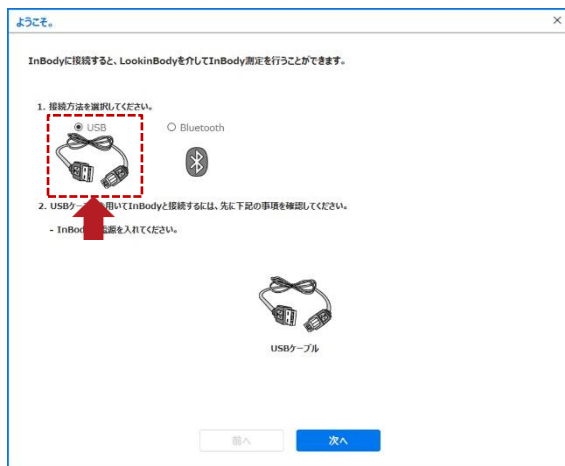 ようこそ。
InBodyに接続すると、LookinBodyを介してInBody測定を行うことができます。
1. 接続方法を選択してください。
USB
Bluetooth
2. USBケー を用いてInBodyと接続するには、先に下記の事項を確認してください。
- InBod 電源を入れてください。
USBケーブル
前へ
次へ